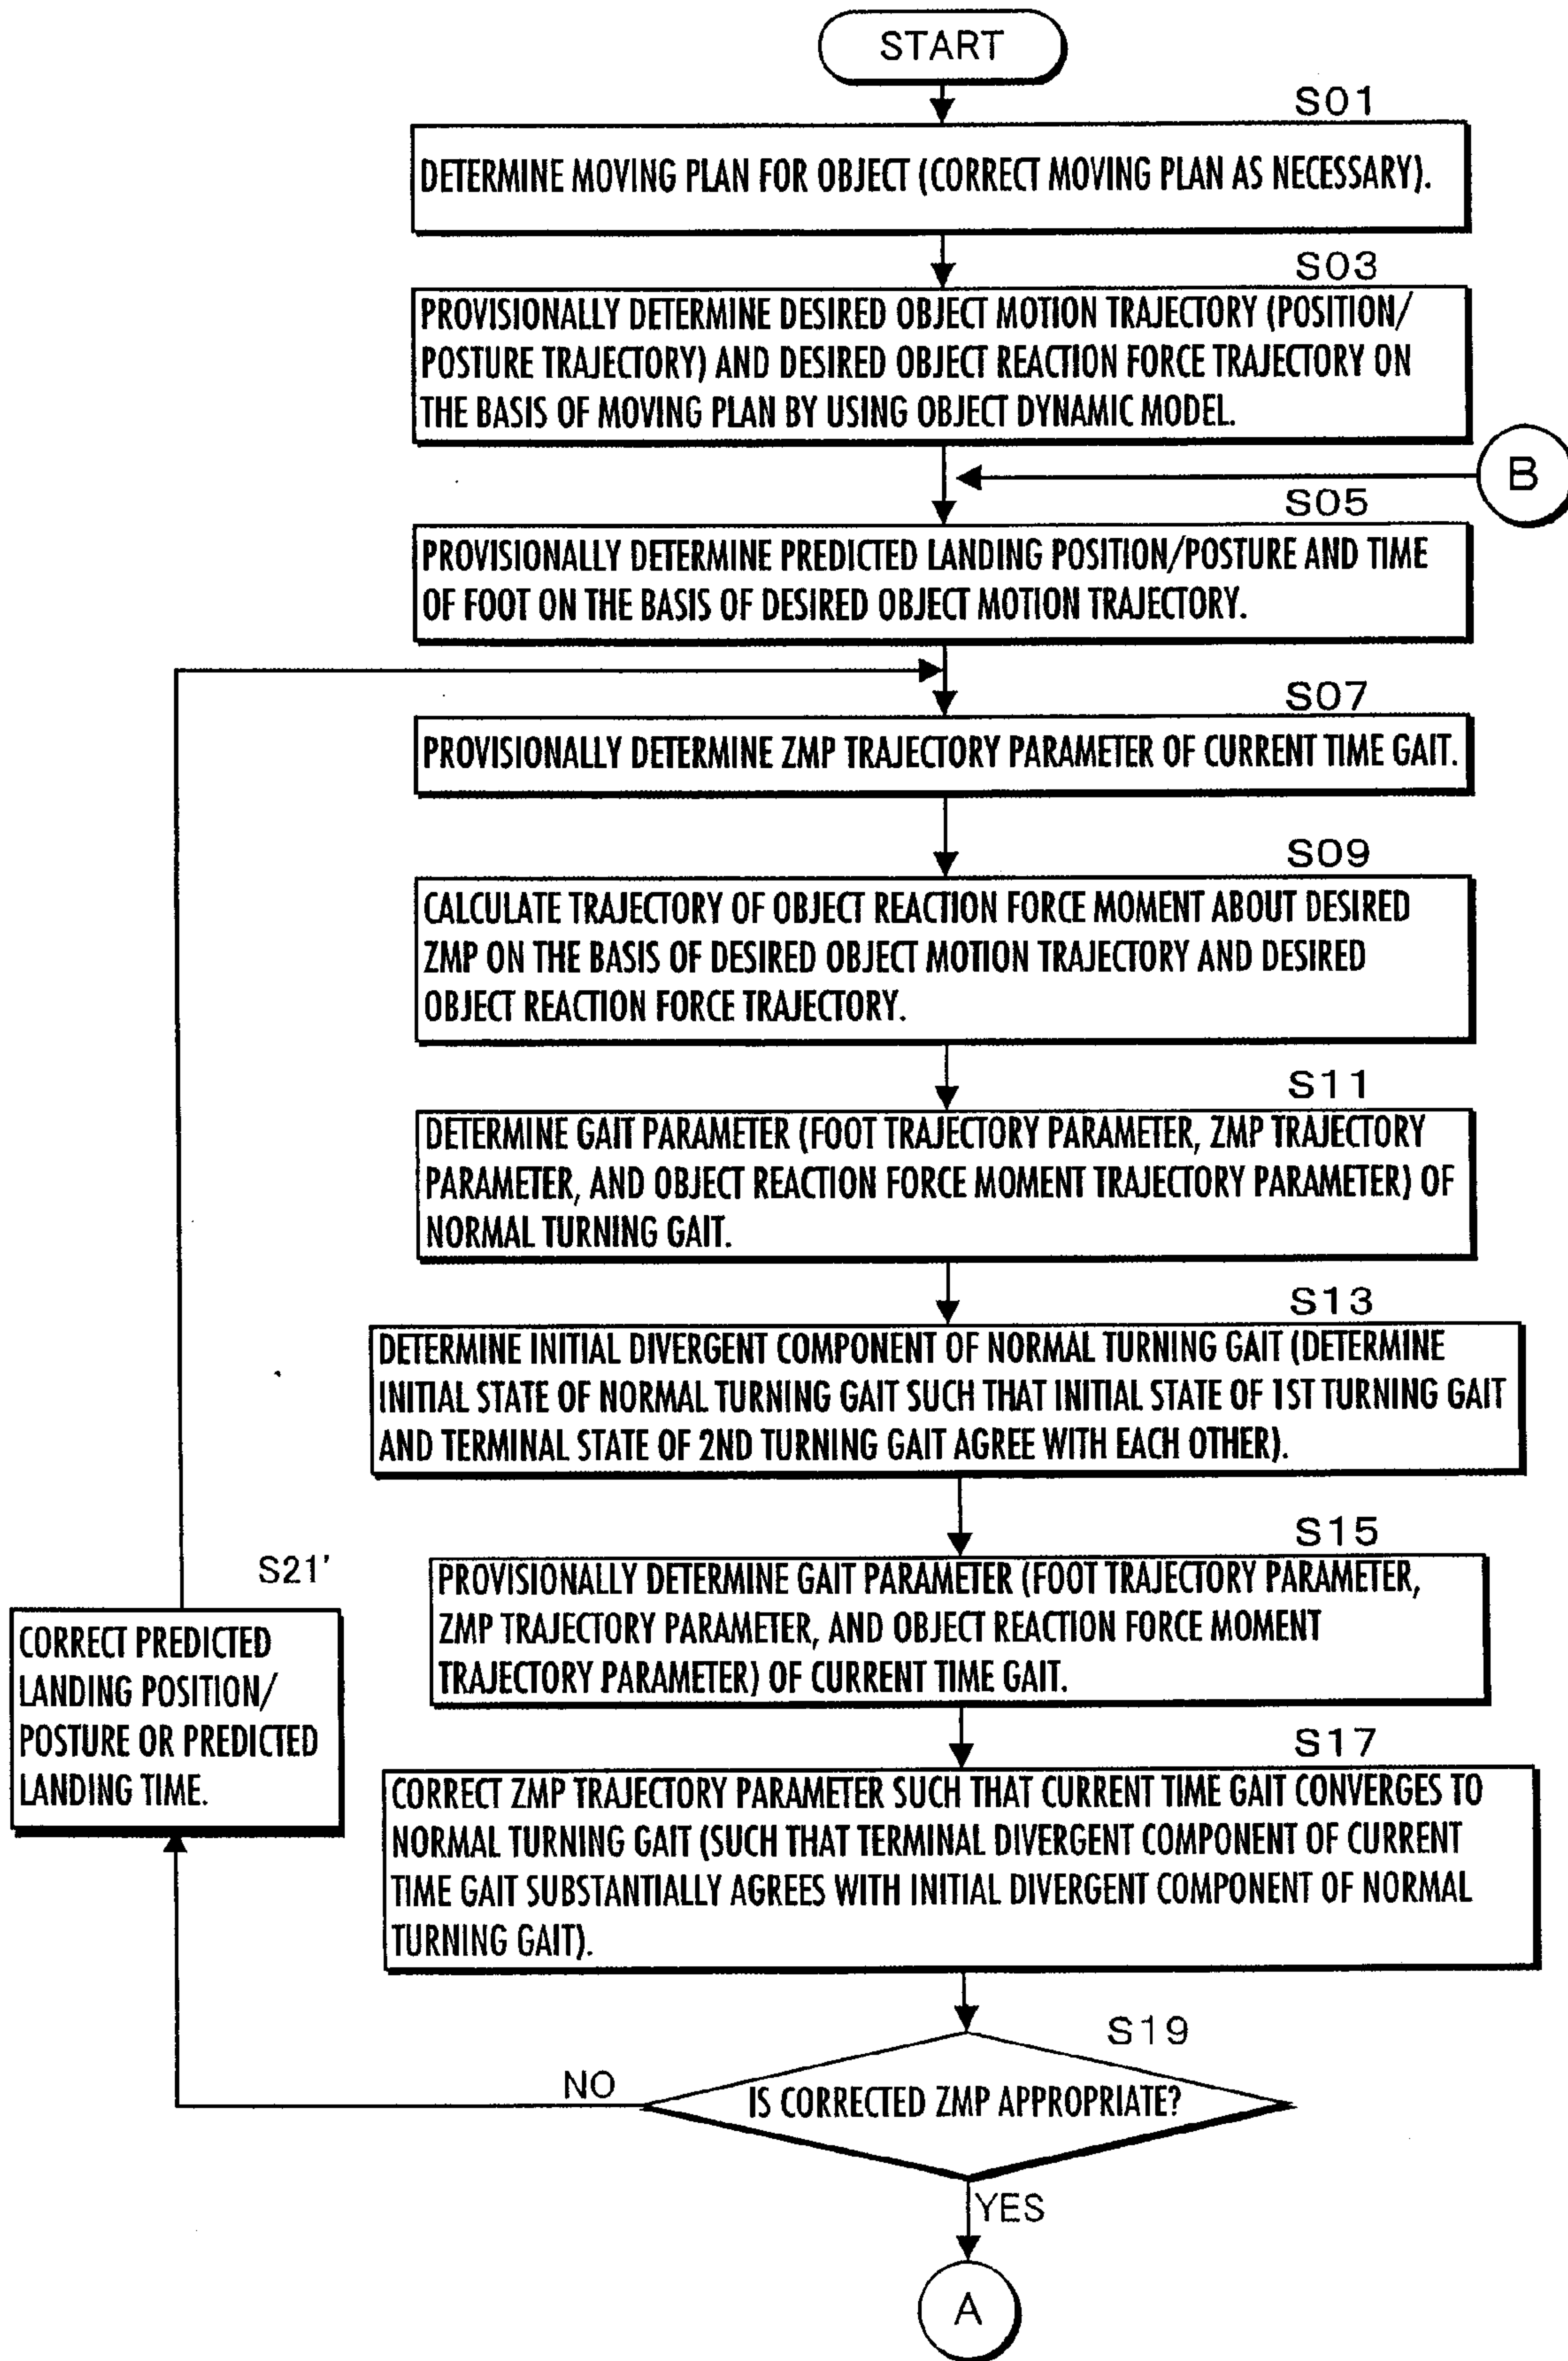 START
S01
DETERMINE MOVING PLAN FOR OBJECT (CORRECT MOVING PLAN AS NECESSARY).
S03
PROVISIONALLY DETERMINE DESIRED OBJECT MOTION TRAJECTORY (POSITION/
POSTURE TRAJECTORY) AND DESIRED OBJECT REACTION FORCE TRAJECTORY ON
THE BASIS OF MOVING PLAN BY USING OBJECT DYNAMIC MODEL.
B
S05
PROVISIONALLY DETERMINE PREDICTED LANDING POSITION/POSTURE AND TIME
OF FOOT ON THE BASIS OF DESIRED OBJECT MOTION TRAJECTORY.
S07
PROVISIONALLY DETERMINE ZMP TRAJECTORY PARAMETER OF CURRENT TIME GAIT.
S09
CALCULATE TRAJECTORY OF OBJECT REACTION FORCE MOMENT ABOUT DESIRED
ZMP ON THE BASIS OF DESIRED OBJECT MOTION TRAJECTORY AND DESIRED
OBJECT REACTION FORCE TRAJECTORY.
S11
DETERMINE GAIT PARAMETER (FOOT TRAJECTORY PARAMETER, ZMP TRAJECTORY
PARAMETER, AND OBJECT REACTION FORCE MOMENT TRAJECTORY PARAMETER) OF
NORMAL TURNING GAIT.
S13
DETERMINE INITIAL DIVERGENT COMPONENT OF NORMAL TURNING GAIT (DETERMINE
INITIAL STATE OF NORMAL TURNING GAIT SUCH THAT INITIAL STATE OF 1ST TURNING GAIT
AND TERMINAL STATE OF 2ND TURNING GAIT AGREE WITH EACH OTHER).
S15
PROVISIONALLY DETERMINE GAIT PARAMETER (FOOT TRAJECTORY PARAMETER,
ZMP TRAJECTORY PARAMETER, AND OBJECT REACTION FORCE MOMENT
TRAJECTORY PARAMETER) OF CURRENT TIME GAIT.
S21'
CORRECT PREDICTED
LANDING POSITION/
POSTURE OR PREDICTED
LANDING TIME.
S17
CORRECT ZMP TRAJECTORY PARAMETER SUCH THAT CURRENT TIME GAIT CONVERGES TO
NORMAL TURNING GAIT (SUCH THAT TERMINAL DIVERGENT COMPONENT OF CURRENT
TIME GAIT SUBSTANTIALLY AGREES WITH INITIAL DIVERGENT COMPONENT OF NORMAL
TURNING GAIT).
S19
NO
IS CORRECTED ZMP APPROPRIATE?
YES
A